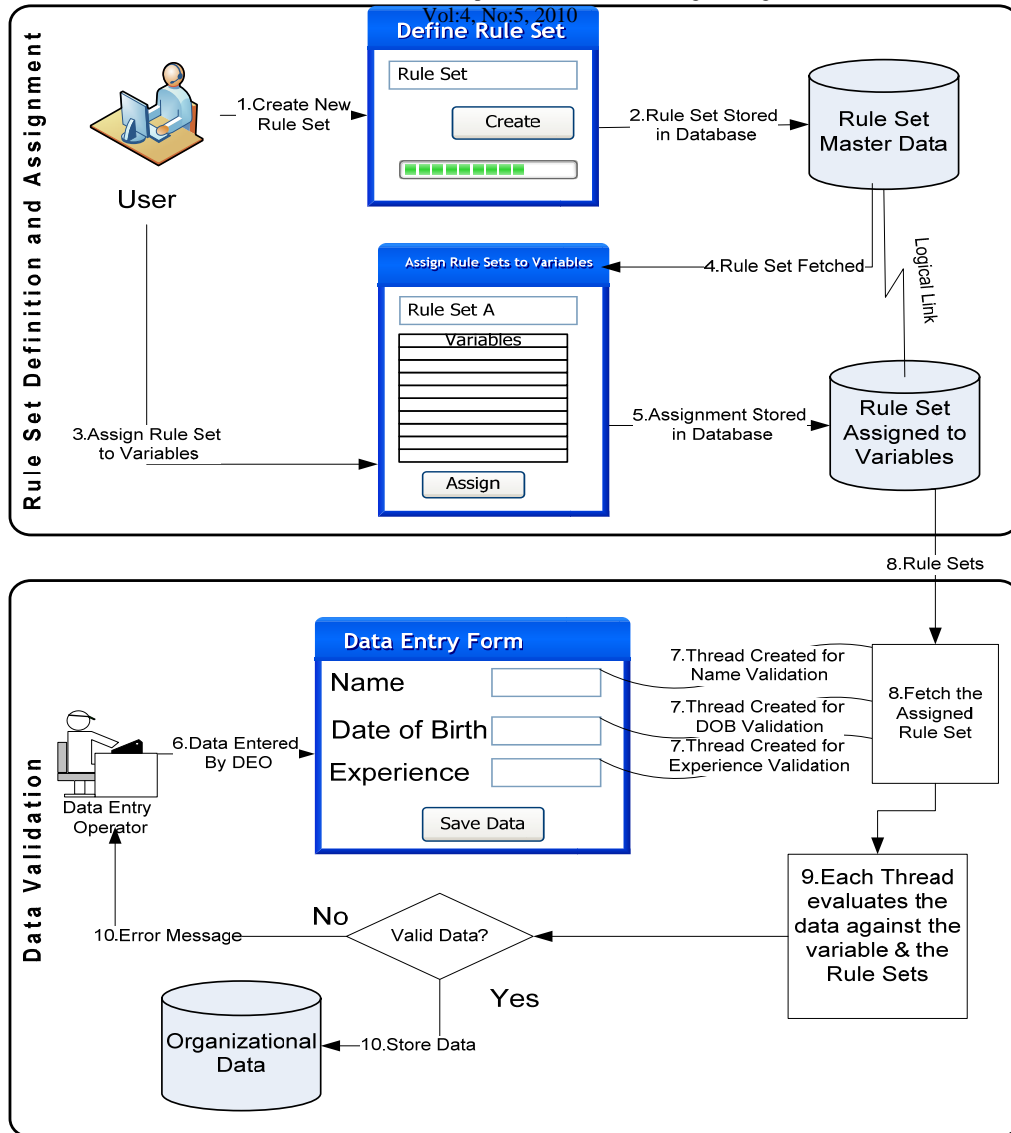 Vol:4, No:5, 2010
Rule Set Definition and Assignment
Define Rule Set
Rule Set
Create
1.Create New
Rule Set
User
2.Rule Set Stored
in Database
Rule Set
Master Data
Assign Rule Sets to Variables
4.Rule Set Fetched
Logical Link
Rule Set A
Variables
Assign
3.Assign Rule Set
to Variables
5.Assignment Stored
in Database
Rule Set
Assigned to
Variables
8.Rule Sets
Data Validation
Data Entry Form
Name
Date of Birth
Experience
Save Data
6.Data Entered
By DEO
Data Entry
Operator
7.Thread Created for
Name Validation
7.Thread Created for
DOB Validation
7.Thread Created for
Experience Validation
8.Fetch the
Assigned
Rule Set
9.Each Thread
evaluates the
data against the
variable & the
Rule Sets
Valid Data?
No
10.Error Message
Yes
10.Store Data
Organizational
Data